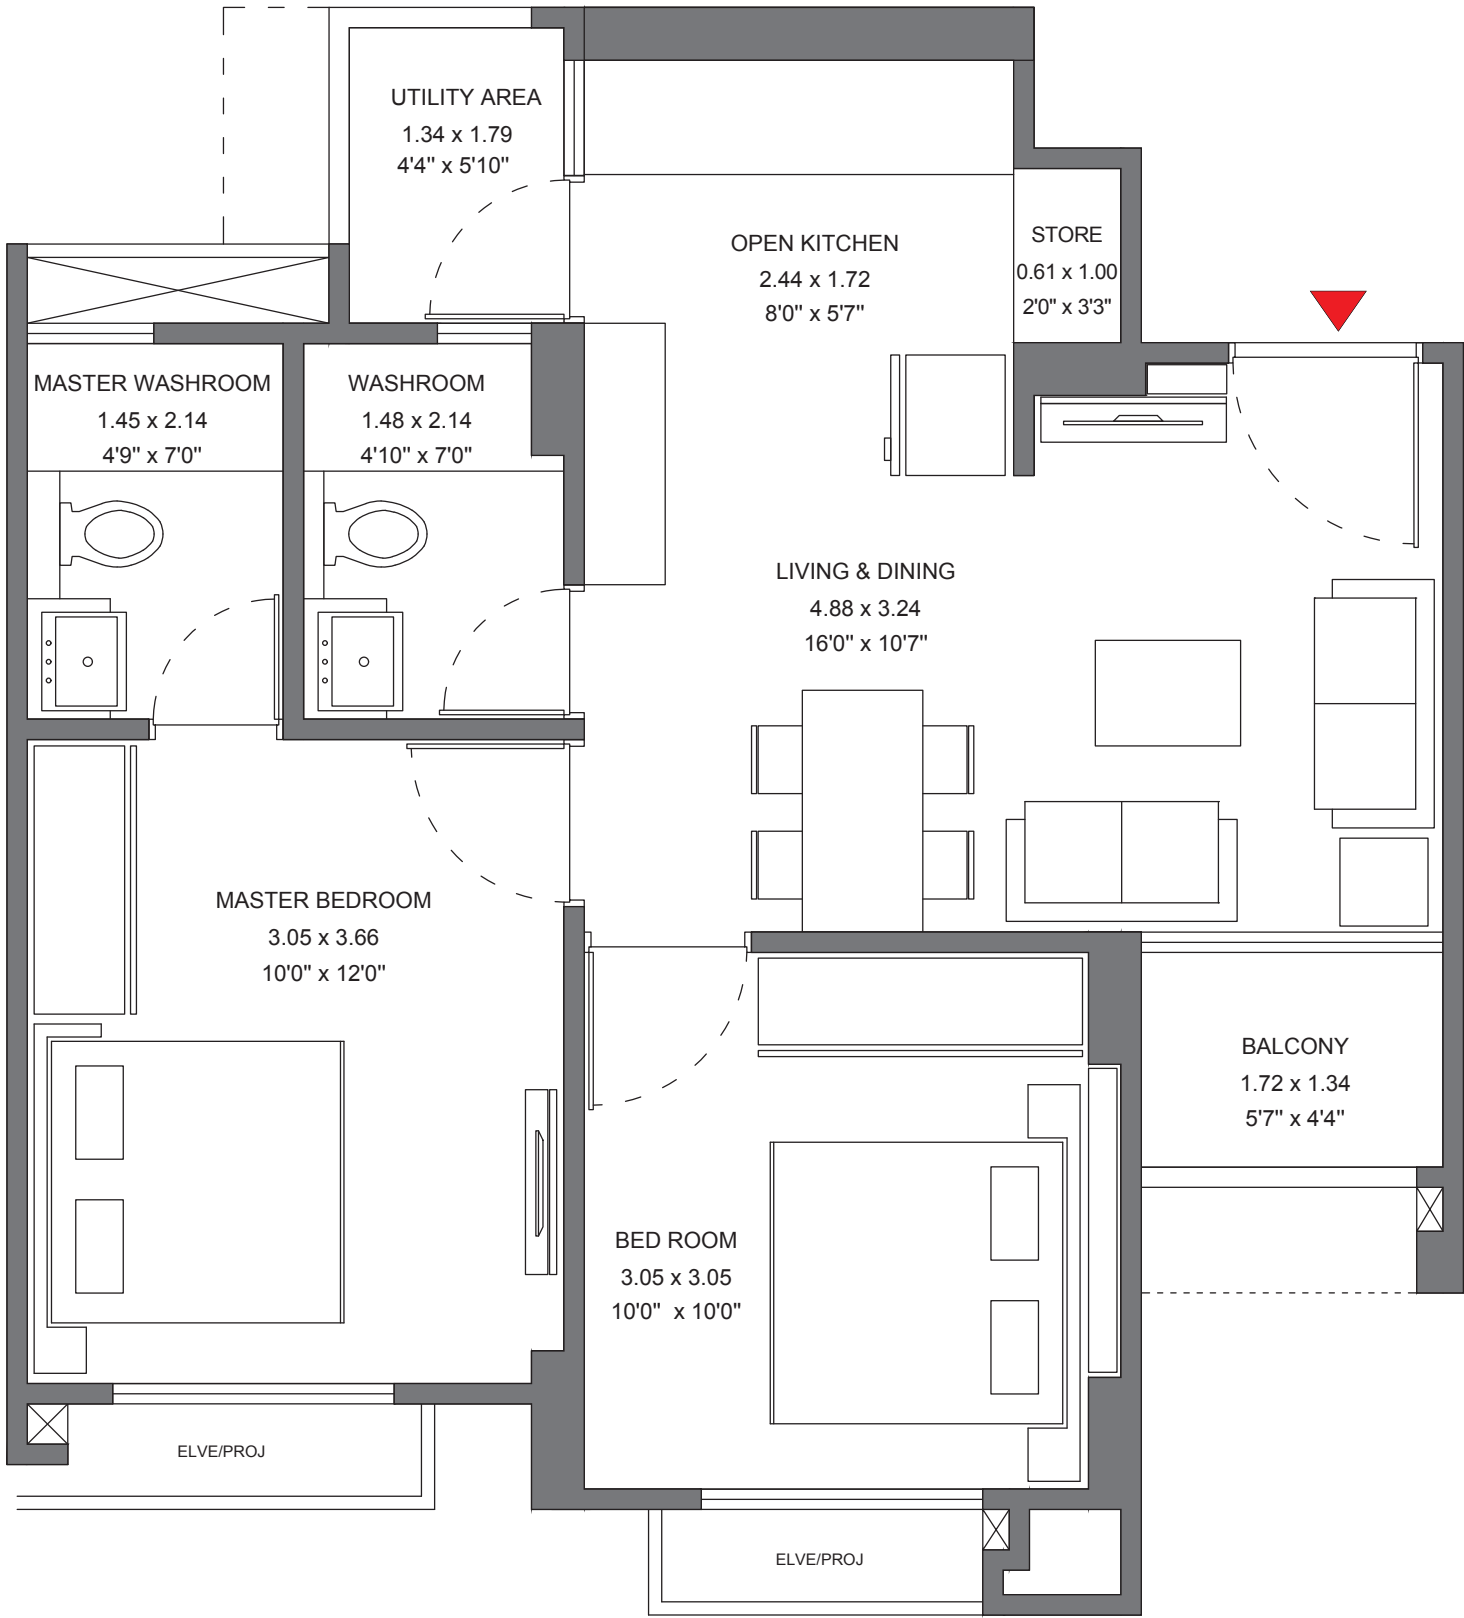 UTILITY AREA
1.34 x 1.79
4'4" x 5'10"
OPEN KITCHEN
2.44 x 1.72
8'0" x 5'7"
STORE
0.61 x 1.00
2'0" x 3'3"
MASTER WASHROOM
1.45 x 2.14
4'9" x 7'0"
WASHROOM
1.48 x 2.14
4'10" x 7'0"
LIVING & DINING
4.88 x 3.24
16'0" x 10'7"
MASTER BEDROOM
3.05 x 3.66
10'0" x 12'0"
BALCONY
1.72 x 1.34
5'7" x 4'4"
BED ROOM
3.05 x 3.05
10'0" x 10'0"
ELVE/PROJ
ELVE/PROJ